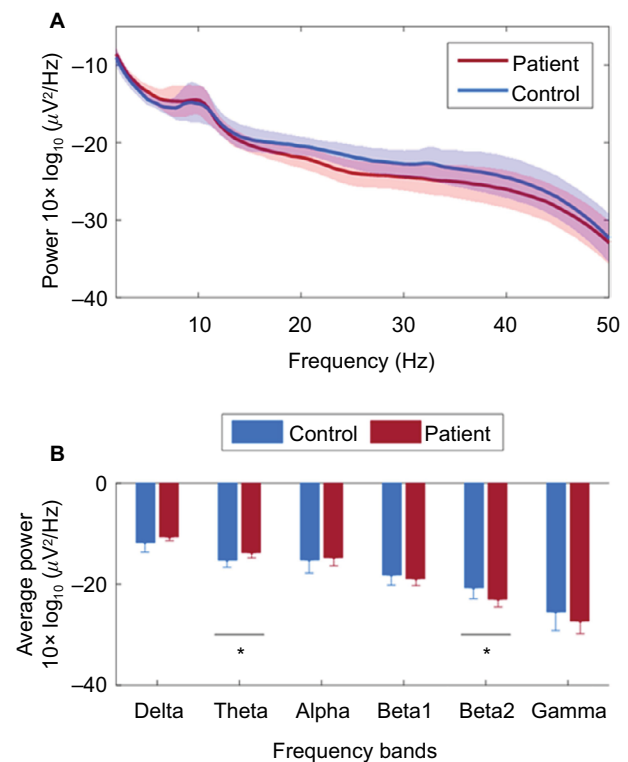 A
Power 10× log10 (μV²/Hz)
–10
–20
–30
–40
Patient
Control
10
20
30
40
50
Frequency (Hz)
B
Control
Patient
Average power
10× log10 (μV²/Hz)
0
–20
–40
*
*
Delta Theta Alpha Beta1 Beta2 Gamma
Frequency bands